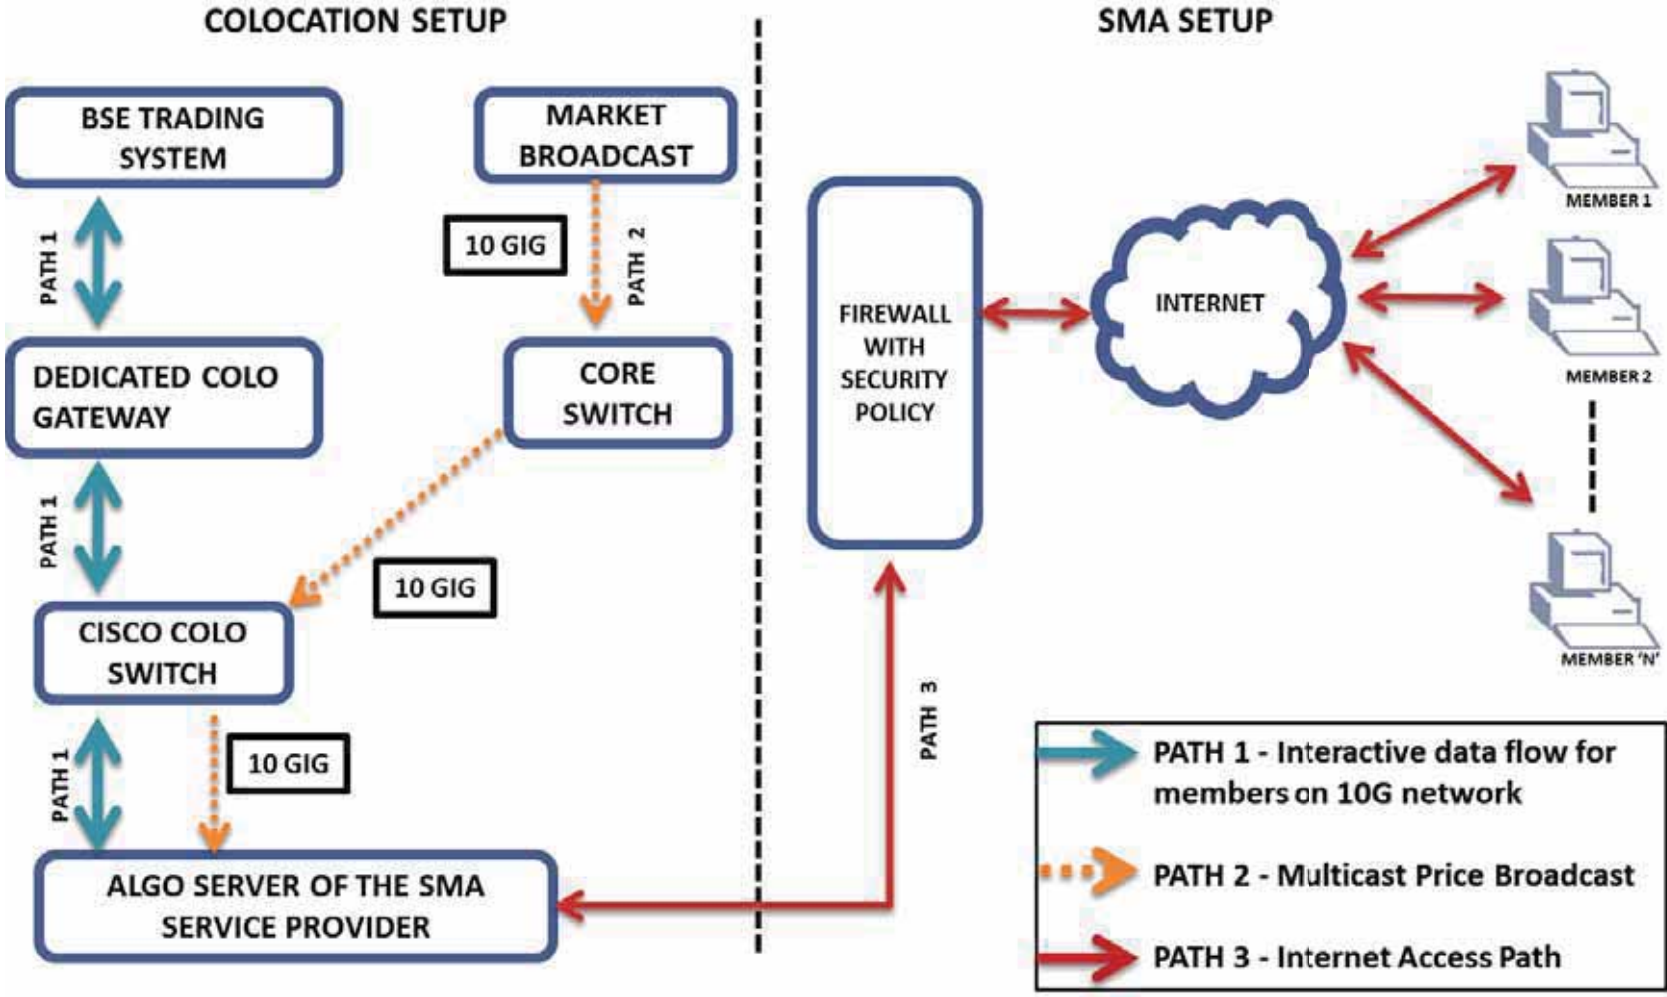 COLOCATION SETUP
SMA SETUP
BSE TRADING
SYSTEM
MARKET
BROADCAST
PATH 1
10 GIG
PATH 2
DEDICATED COLO
GATEWAY
CORE
SWITCH
PATH 1
10 GIG
CISCO COLO
SWITCH
PATH 1
10 GIG
ALGO SERVER OF THE SMA
SERVICE PROVIDER
FIREWALL
WITH
SECURITY
POLICY
INTERNET
MEMBER 1
MEMBER 2
MEMBER 'N'
PATH 3
PATH 1 - Interactive data flow for
members on 10G network
PATH 2 - Multicast Price Broadcast
PATH 3 - Internet Access Path